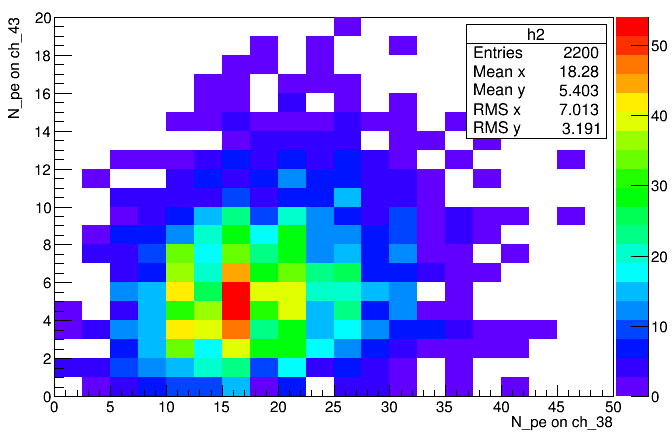 N_pe on ch_43
20
18
16
14
12
10
8
6
4
2
0
h2
Entries 2200
Mean x 18.28
Mean y 5.403
RMS x 7.013
RMS y 3.191
50
40
30
20
10
0
0 5 10 15 20 25 30 35 40 45 50
N_pe on ch_38